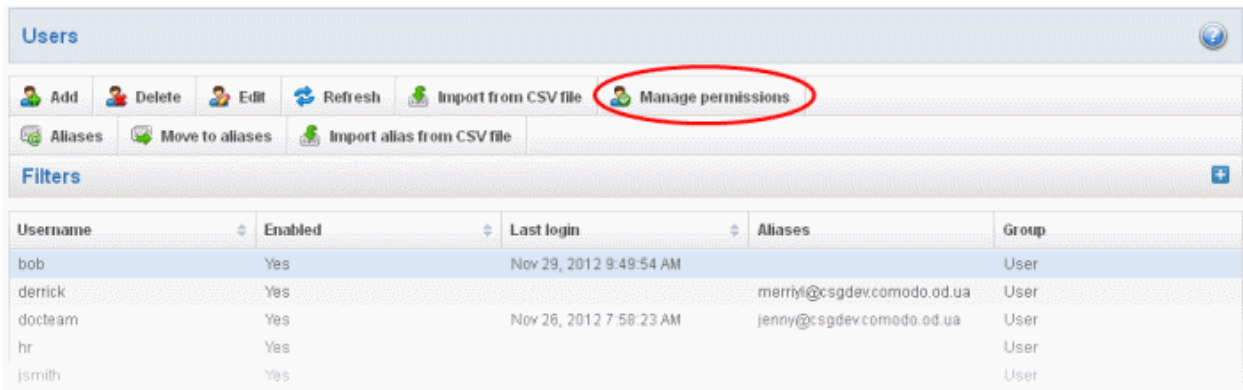 Users
Add Delete Edit Refresh Import from CSV file Manage permissions
Aliases Move to aliases Import alias from CSV file
Filters
Username Enabled Last login Aliases Group
bob Yes Nov 29, 2012 9:49:54 AM User
derrick Yes merriyl@csgdev.comodo.od.ua User
docteam Yes Nov 26, 2012 7:58:23 AM jenny@csgdev.comodo.od.ua User
hr Yes User
jsmith Yes User